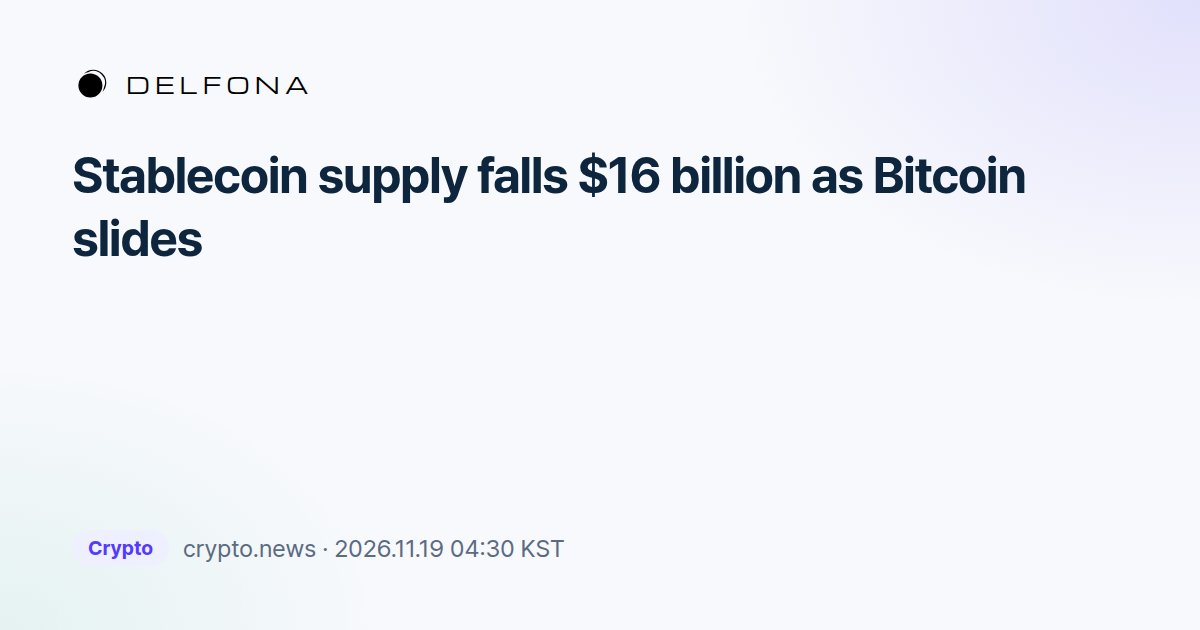 DELFONA
Stablecoin supply falls $16 billion as Bitcoin
slides
Crypto crypto.news · 2026.11.19 04:30 KST